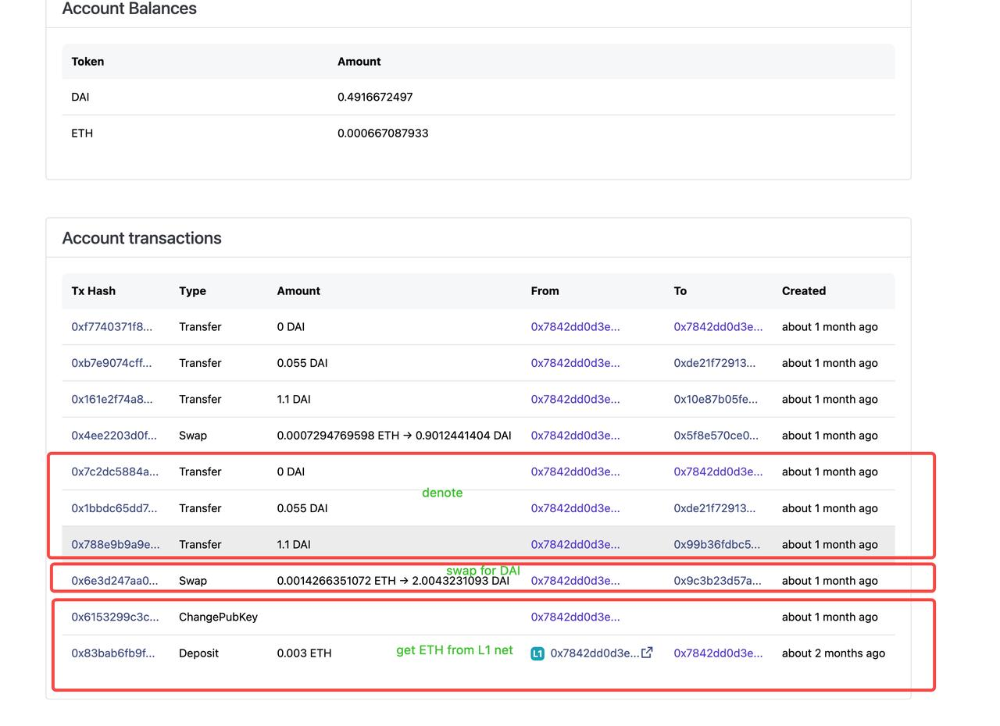 Account Balances
Token Amount
DAI 0.4916672497
ETH 0.000667087933
Account transactions
Tx Hash Type Amount From To Created
0xf7740371f8... Transfer 0 DAI 0x7842dd0d3e... 0x7842dd0d3e... about 1 month ago
0xb7e9074cff... Transfer 0.055 DAI 0x7842dd0d3e... 0xde21f72913... about 1 month ago
0x161e2f74a8... Transfer 1.1 DAI 0x7842dd0d3e... 0x10e87b05fe... about 1 month ago
0x4ee2203d0f... Swap 0.0007294769598 ETH → 0.9012441404 DAI 0x7842dd0d3e... 0x5f8e570ce0... about 1 month ago
0x7c2dc5884a... Transfer 0 DAI 0x7842dd0d3e... 0x7842dd0d3e... about 1 month ago
denote
0x1bbdc65dd7... Transfer 0.055 DAI 0x7842dd0d3e... 0xde21f72913... about 1 month ago
0x788e9b9a9e... Transfer 1.1 DAI 0x7842dd0d3e... 0x99b36fdbc5... about 1 month ago
swap for DAI
0x6e3d247aa0... Swap 0.0014266351072 ETH → 2.0043231093 DAI 0x7842dd0d3e... 0x9c3b23d57a... about 1 month ago
0x6153299c3c... ChangePubKey 0x7842dd0d3e... about 1 month ago
0x83bab6fb9f... Deposit 0.003 ETH get ETH from L1 net L1 0x7842dd0d3e... 0x7842dd0d3e... about 2 months ago